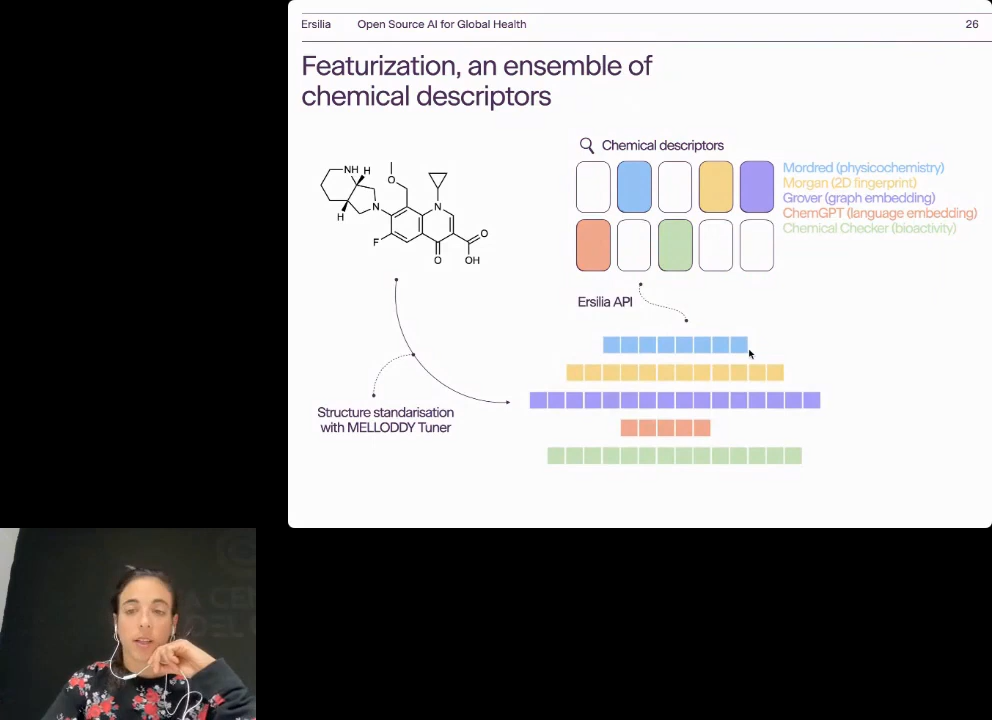 Ersilia Open Source AI for Global Health 26
Featurization, an ensemble of
chemical descriptors
Chemical descriptors
Mordred (physicochemistry)
Morgan (2D fingerprint)
Grover (graph embedding)
ChemGPT (language embedding)
Chemical Checker (bioactivity)
NH H
H
N
O
N
F
O
O
OH
Ersilia API
Structure standarisation
with MELLODDY Tuner